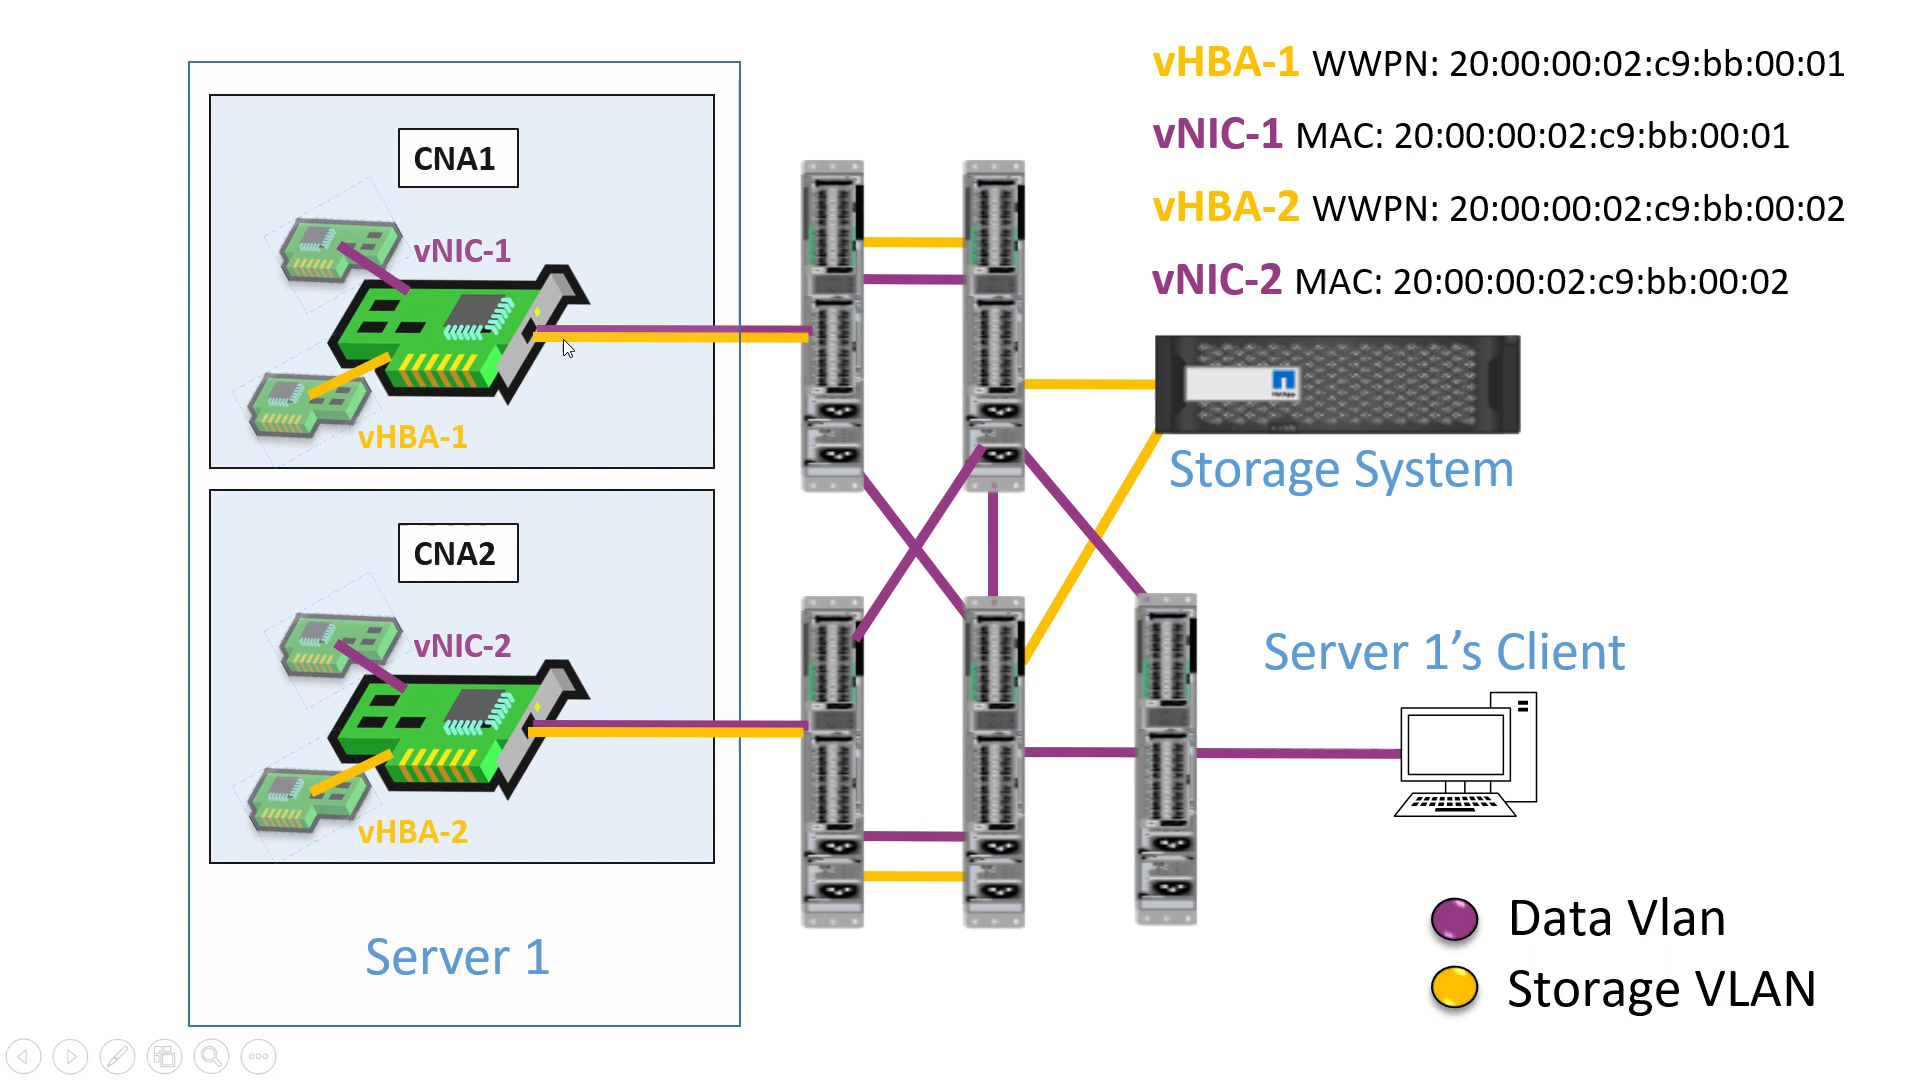 vHBA-1 WWPN: 20:00:00:02:c9:bb:00:01
vNIC-1 MAC: 20:00:00:02:c9:bb:00:01
vHBA-2 WWPN: 20:00:00:02:c9:bb:00:02
vNIC-2 MAC: 20:00:00:02:c9:bb:00:02
CNA1
vNIC-1
vHBA-1
CNA2
vNIC-2
vHBA-2
Server 1
Storage System
Server 1’s Client
Data Vlan
Storage VLAN